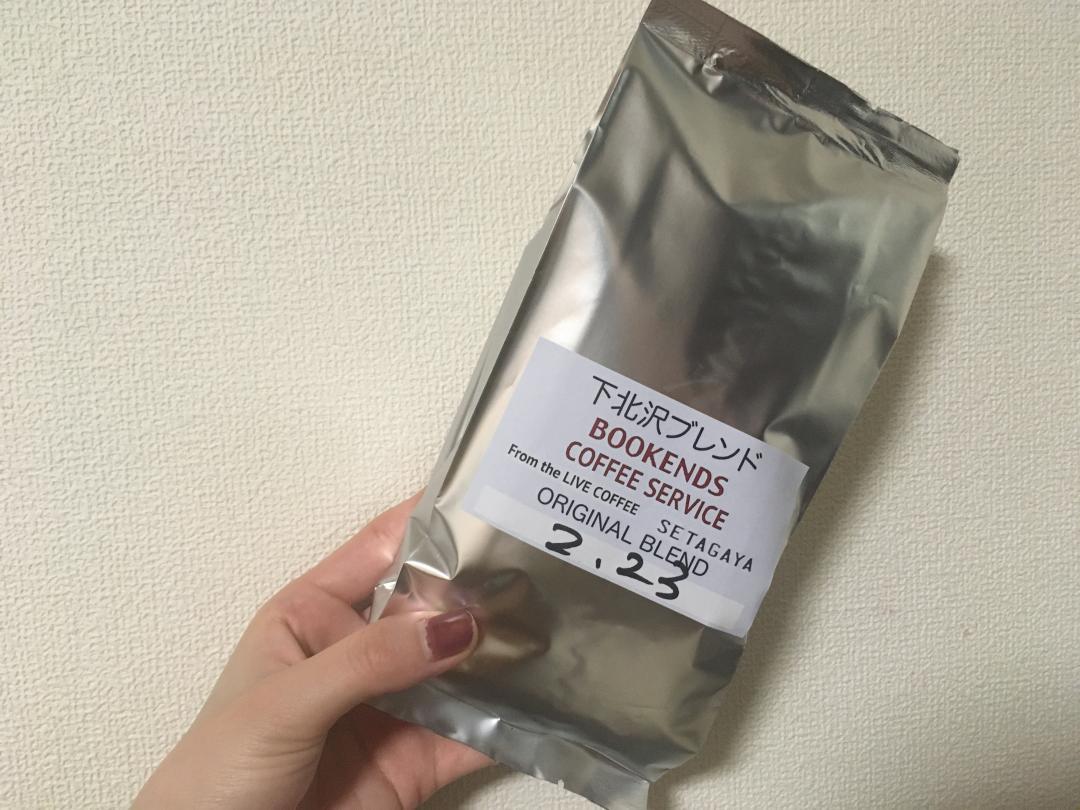 下北沢ブレンド
BOOKENDS
COFFEE SERVICE
From the LIVE COFFEE SETAGAYA
ORIGINAL BLEND
2.23